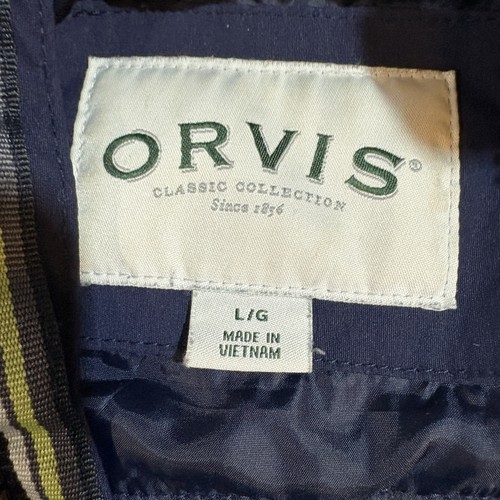 ORVIS®
CLASSIC COLLECTION
Since 1856
L/G
MADE IN
VIETNAM